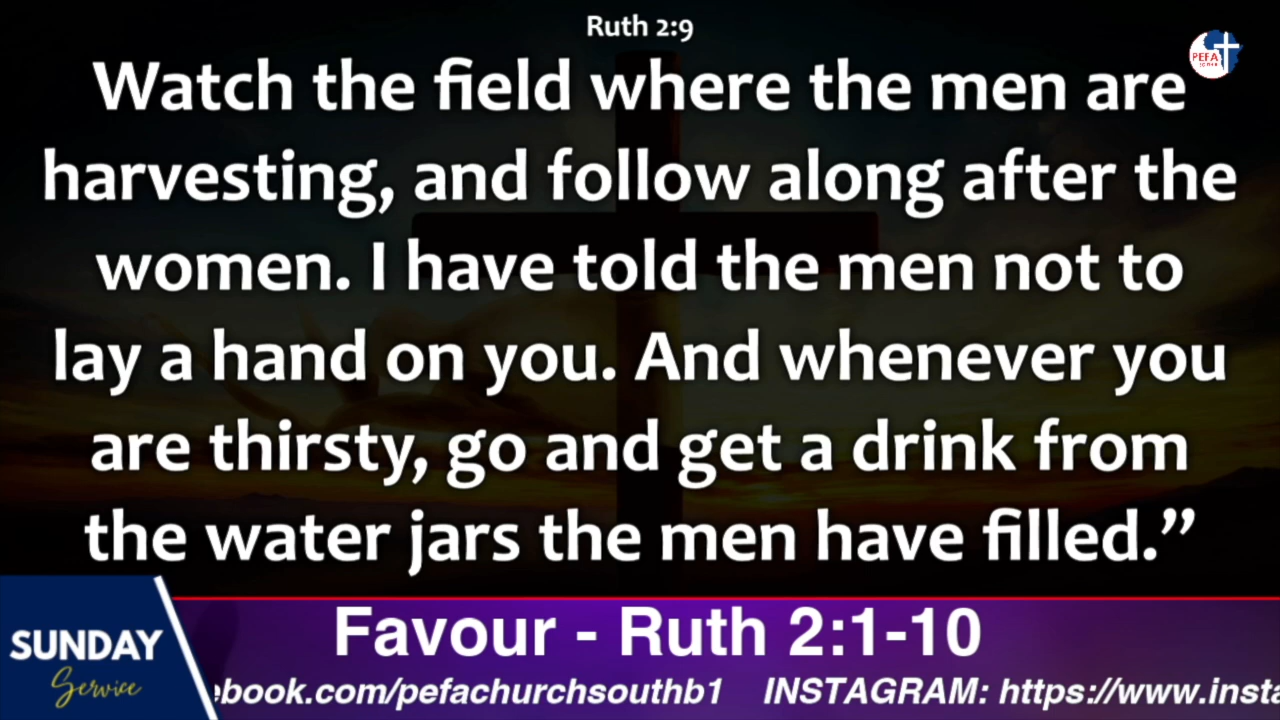 Ruth 2:9
PEFA
Watch the field where the men are
harvesting, and follow along after the
women. I have told the men not to
lay a hand on you. And whenever you
are thirsty, go and get a drink from
the water jars the men have filled.”
Favour - Ruth 2:1-10
SUNDAY
Service
ebook.com/pefachurchsouthb1 INSTAGRAM: https://www.insta